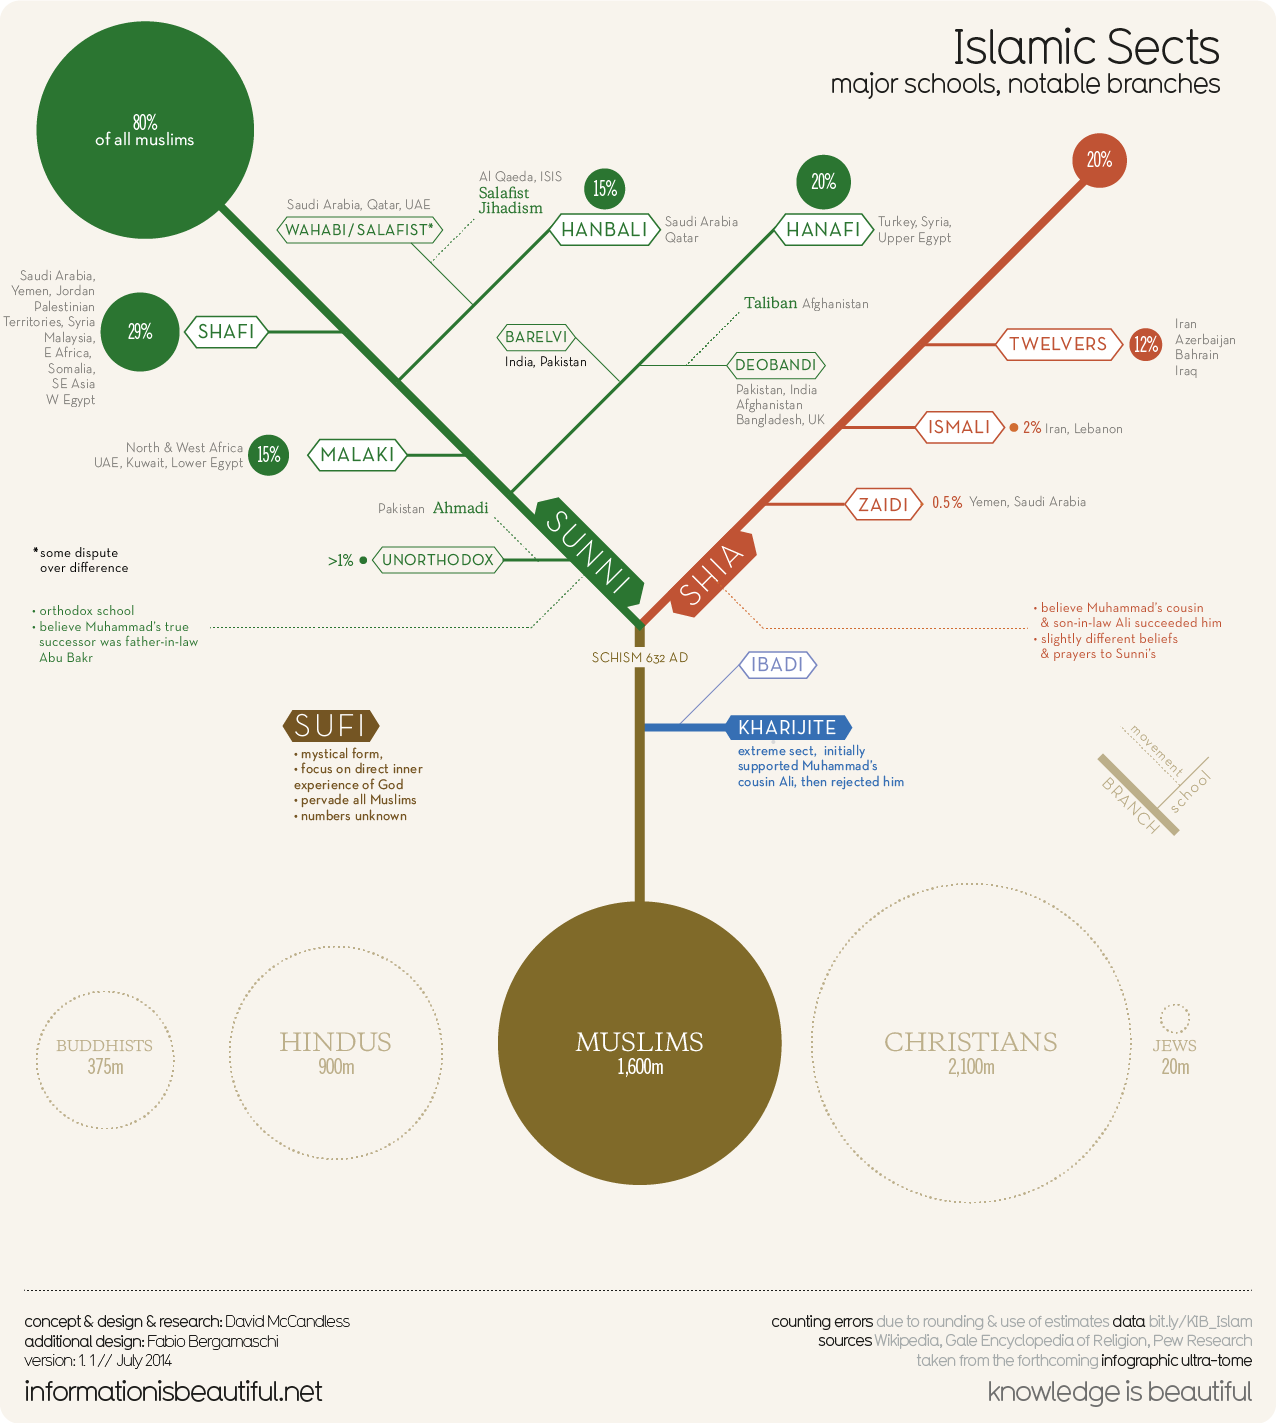 Islamic Sects
major schools, notable branches
80%
of all muslims
20%
Al Qaeda, ISIS
Salafist
Jihadism
15%
20%
Saudi Arabia, Qatar, UAE
WAHABI/SALAFIST*
HANBALI
Saudi Arabia
Qatar
HANAFI
Turkey, Syria,
Upper Egypt
Saudi Arabia,
Yemen, Jordan
Palestinian
Territories, Syria
Malaysia,
E Africa,
Somalia,
SE Asia
W Egypt
29%
SHAFI
Taliban Afghanistan
BARELVI
India, Pakistan
DEOBANDI
Pakistan, India
Afghanistan
Bangladesh, UK
TWELVERS
12%
Iran
Azerbaijan
Bahrain
Iraq
ISMALI
2% Iran, Lebanon
North & West Africa
UAE, Kuwait, Lower Egypt
15%
MALAKI
ZAIDI
0.5% Yemen, Saudi Arabia
Pakistan Ahmadi
SUNNI
SHIA
>1%
UNORTHODOX
*some dispute
over difference
• orthodox school
• believe Muhammad's true
successor was father-in-law
Abu Bakr
• believe Muhammad's cousin
& son-in-law Ali succeeded him
• slightly different beliefs
& prayers to Sunni's
SCHISM 632 AD
IBADI
SUFI
• mystical form,
• focus on direct inner
experience of God
• pervade all Muslims
• numbers unknown
KHARIJITE
extreme sect, initially
supported Muhammad's
cousin Ali, then rejected him
movement
BRANCH
school
BUDDHISTS
375m
HINDUS
900m
MUSLIMS
1,600m
CHRISTIANS
2,100m
JEWS
20m
concept & design & research: David McCandless
additional design: Fabio Bergamaschi
version: 1.1 // July 2014
informationisbeautiful.net
counting errors due to rounding & use of estimates data bit.ly/KIB_Islam
sources Wikipedia, Gale Encyclopedia of Religion, Pew Research
taken from the forthcoming infographic ultra-tome
knowledge is beautiful